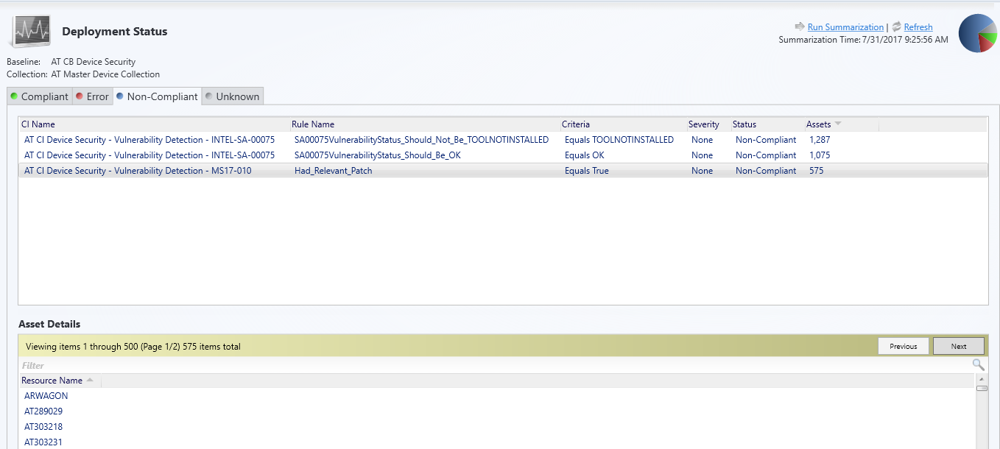 Deployment Status
Run Summarization | Refresh
Summarization Time: 7/31/2017 9:25:56 AM
Baseline: AT CB Device Security
Collection: AT Master Device Collection
Compliant Error Non-Compliant Unknown
CI Name Rule Name Criteria Severity Status Assets
AT CI Device Security - Vulnerability Detection - INTEL-SA-00075 SA00075VulnerabilityStatus_Should_Not_Be_TOOLNOTINSTALLED Equals TOOLNOTINSTALLED None Non-Compliant 1,287
AT CI Device Security - Vulnerability Detection - INTEL-SA-00075 SA00075VulnerabilityStatus_Should_Be_OK Equals OK None Non-Compliant 1,075
AT CI Device Security - Vulnerability Detection - MS17-010 Had_Relevant_Patch Equals True None Non-Compliant 575
Asset Details
Viewing items 1 through 500 (Page 1/2) 575 items total Previous Next
Filter
Resource Name
ARWAGON
AT289029
AT303218
AT303231